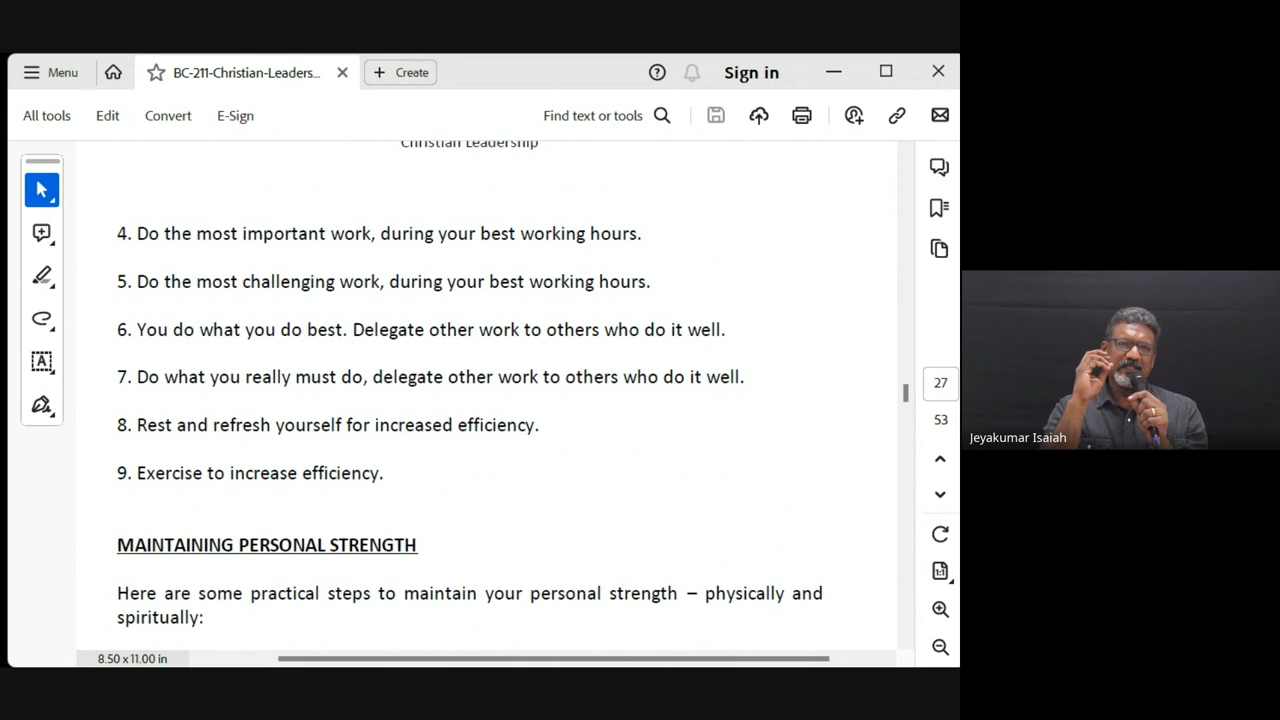 Menu
BC-211-Christian-Leaders...
Create
Sign in
All tools
Edit
Convert
E-Sign
Find text or tools
Christian Leadership
4. Do the most important work, during your best working hours.
5. Do the most challenging work, during your best working hours.
6. You do what you do best. Delegate other work to others who do it well.
7. Do what you really must do, delegate other work to others who do it well.
8. Rest and refresh yourself for increased efficiency.
9. Exercise to increase efficiency.
MAINTAINING PERSONAL STRENGTH
Here are some practical steps to maintain your personal strength – physically and
spiritually:
8.50 x 11.00 in
27
53
1:1
Jeyakumar Isaiah